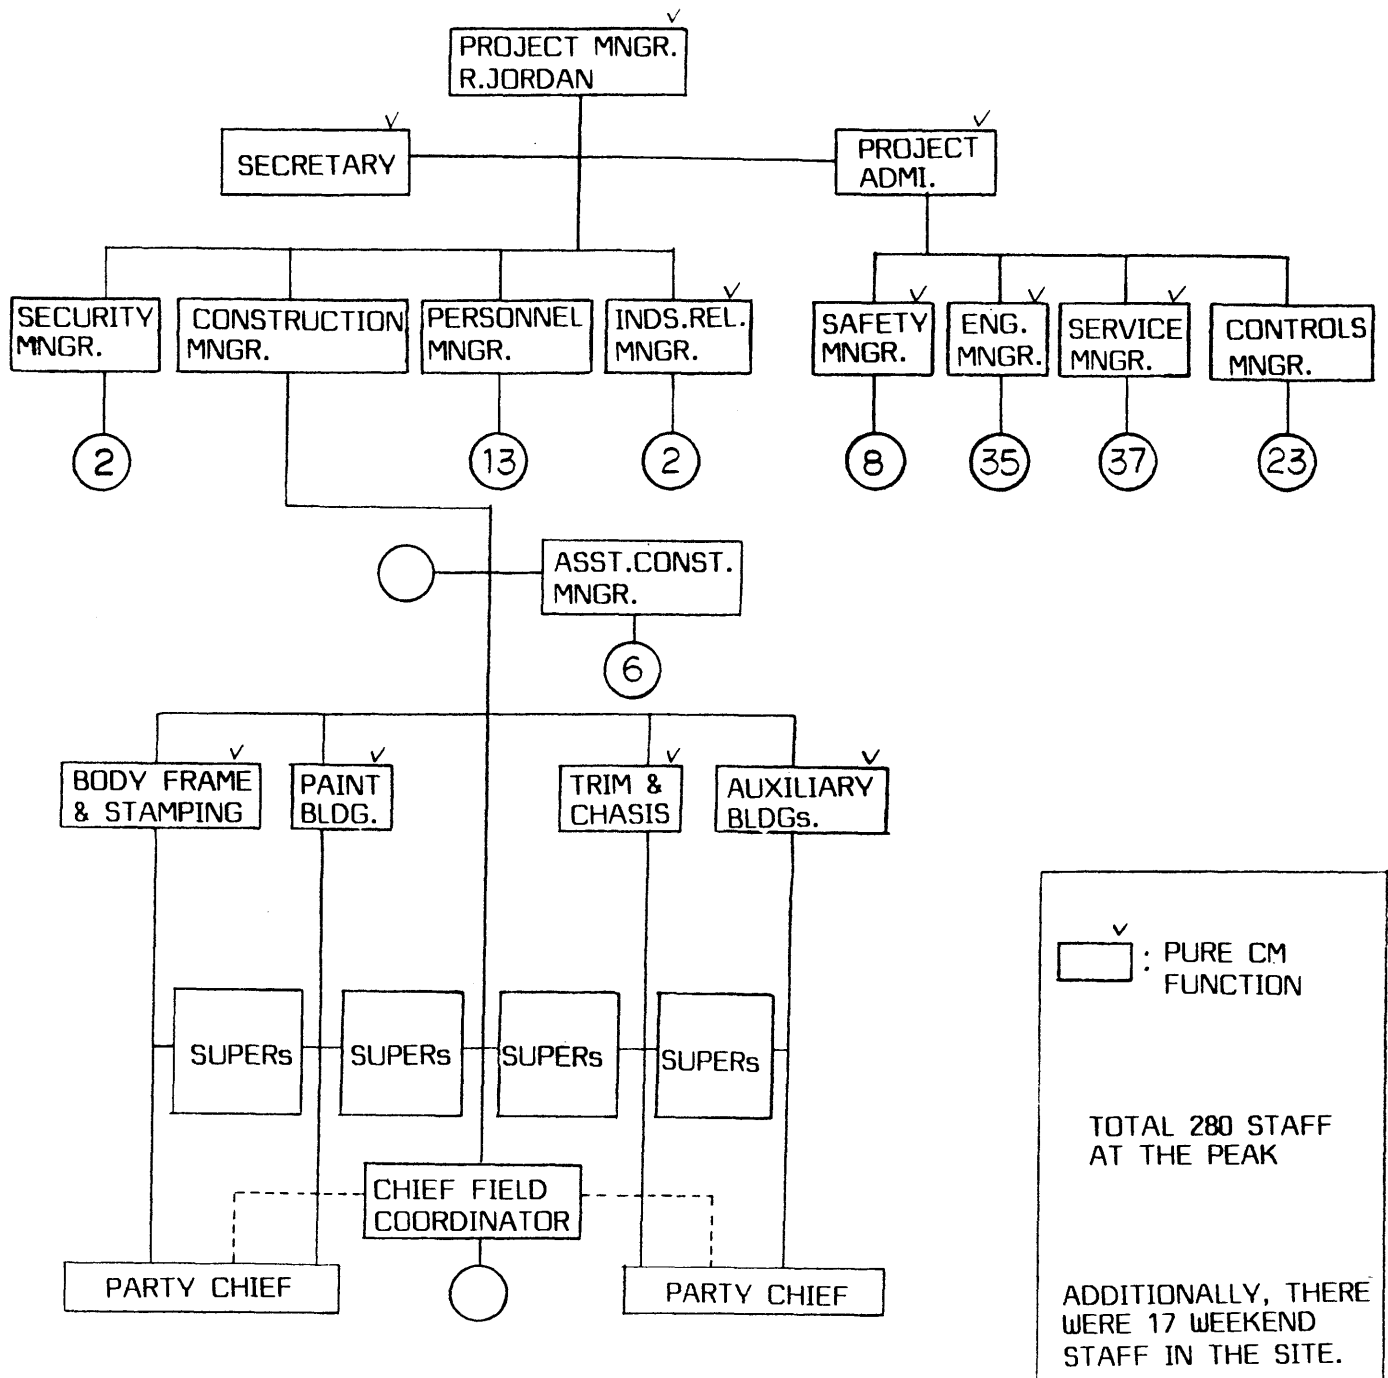 PROJECT MNGR.
R.JORDAN
SECRETARY
PROJECT
ADMI.
SECURITY
MNGR.
CONSTRUCTION
MNGR.
PERSONNEL
MNGR.
INDS.REL.
MNGR.
SAFETY
MNGR.
ENG.
MNGR.
SERVICE
MNGR.
CONTROLS
MNGR.
2
13
2
8
35
37
23
ASST.CONST.
MNGR.
6
BODY FRAME
& STAMPING
PAINT
BLDG.
TRIM &
CHASIS
AUXILIARY
BLDGs.
SUPERs
SUPERs
SUPERs
SUPERs
CHIEF FIELD
COORDINATOR
PARTY CHIEF
PARTY CHIEF
: PURE CM
FUNCTION
TOTAL 280 STAFF
AT THE PEAK
ADDITIONALLY, THERE
WERE 17 WEEKEND
STAFF IN THE SITE.